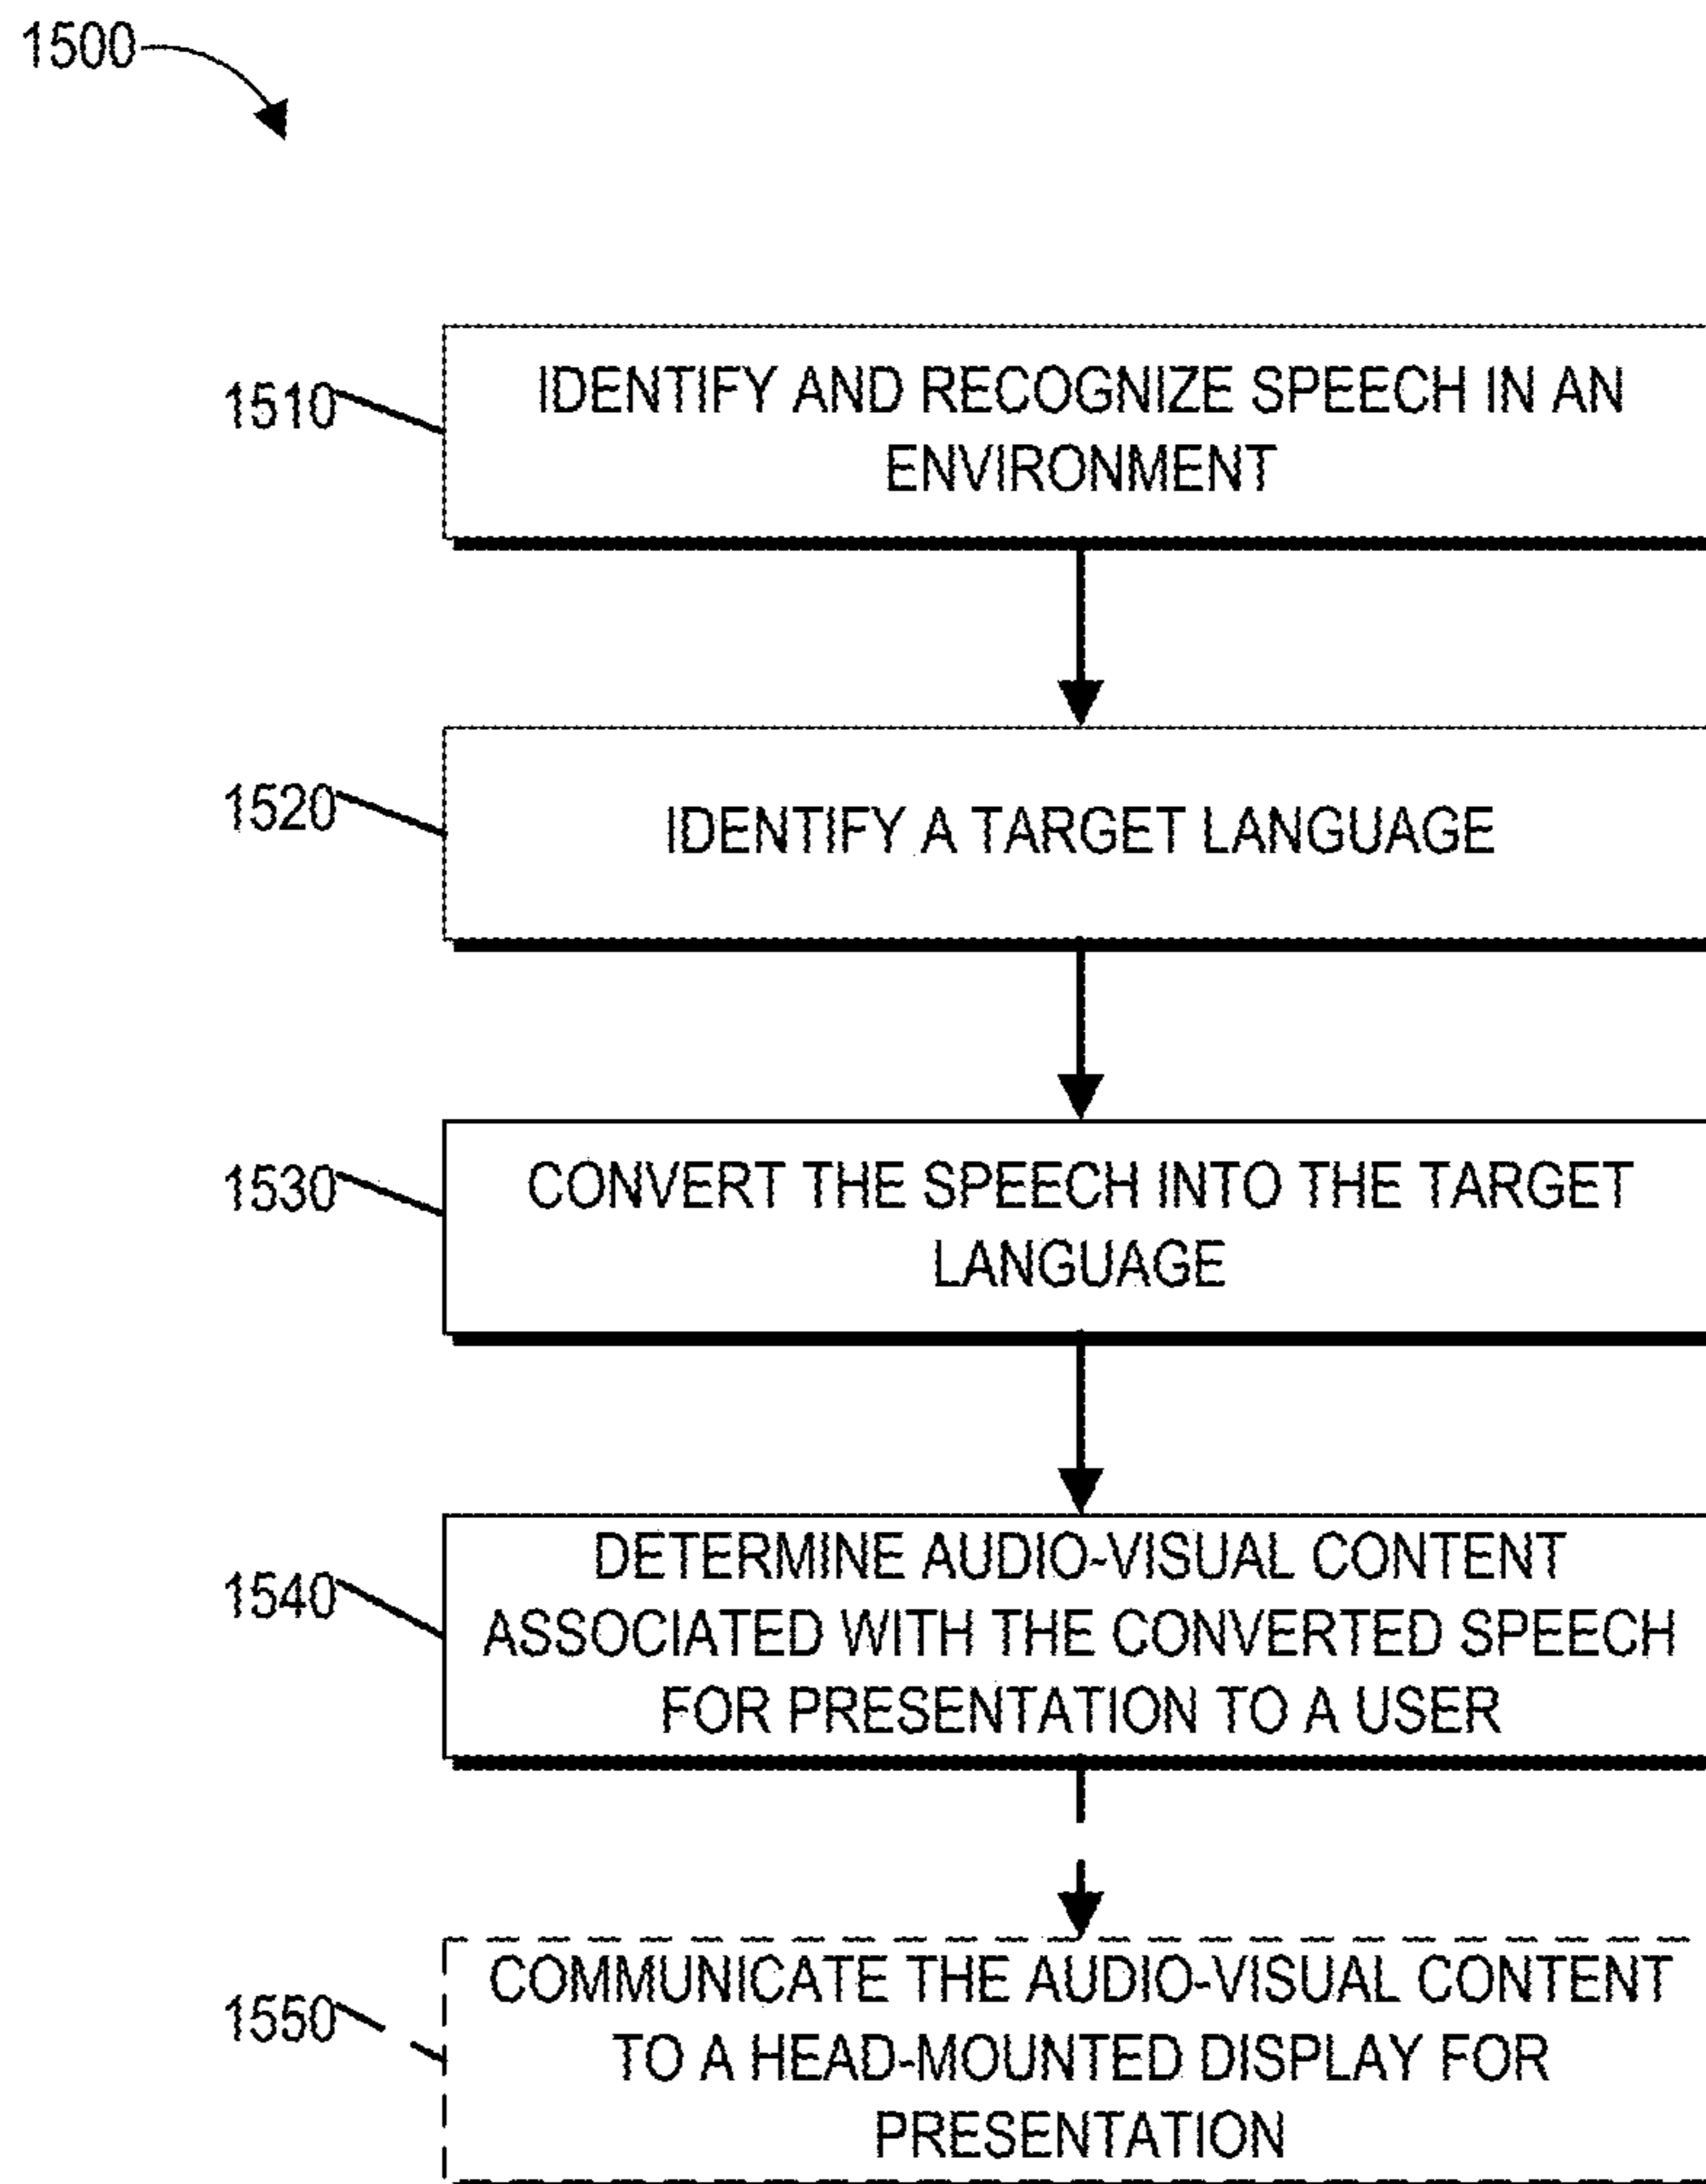 1500
1510
IDENTIFY AND RECOGNIZE SPEECH IN AN
ENVIRONMENT
1520
IDENTIFY A TARGET LANGUAGE
1530
CONVERT THE SPEECH INTO THE TARGET
LANGUAGE
1540
DETERMINE AUDIO-VISUAL CONTENT
ASSOCIATED WITH THE CONVERTED SPEECH
FOR PRESENTATION TO A USER
1550
COMMUNICATE THE AUDIO-VISUAL CONTENT
TO A HEAD-MOUNTED DISPLAY FOR
PRESENTATION